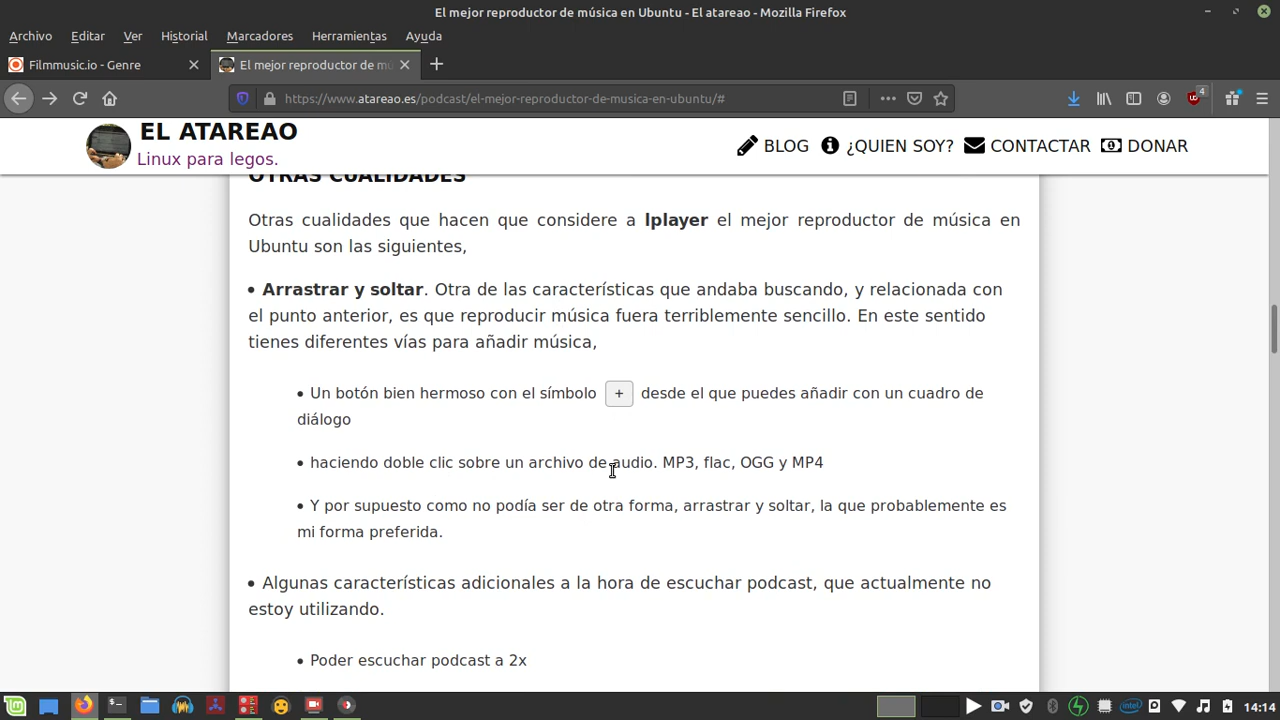 El mejor reproductor de música en Ubuntu - El atareao - Mozilla Firefox
Archivo Editar Ver Historial Marcadores Herramientas Ayuda
Filmmusic.io - Genre
El mejor reproductor de mú
https://www.atareao.es/podcast/el-mejor-reproductor-de-musica-en-ubuntu/#
4
EL ATAREAO
Linux para legos.
BLOG ¿QUIEN SOY? CONTACTAR DONAR
OTRAS CUALIDADES
Otras cualidades que hacen que considere a lplayer el mejor reproductor de música en
Ubuntu son las siguientes,
• Arrastrar y soltar. Otra de las características que andaba buscando, y relacionada con
el punto anterior, es que reproducir música fuera terriblemente sencillo. En este sentido
tienes diferentes vías para añadir música,
• Un botón bien hermoso con el símbolo + desde el que puedes añadir con un cuadro de
diálogo
• haciendo doble clic sobre un archivo de audio. MP3, flac, OGG y MP4
• Y por supuesto como no podía ser de otra forma, arrastrar y soltar, la que probablemente es
mi forma preferida.
• Algunas características adicionales a la hora de escuchar podcast, que actualmente no
estoy utilizando.
• Poder escuchar podcast a 2x
14:14